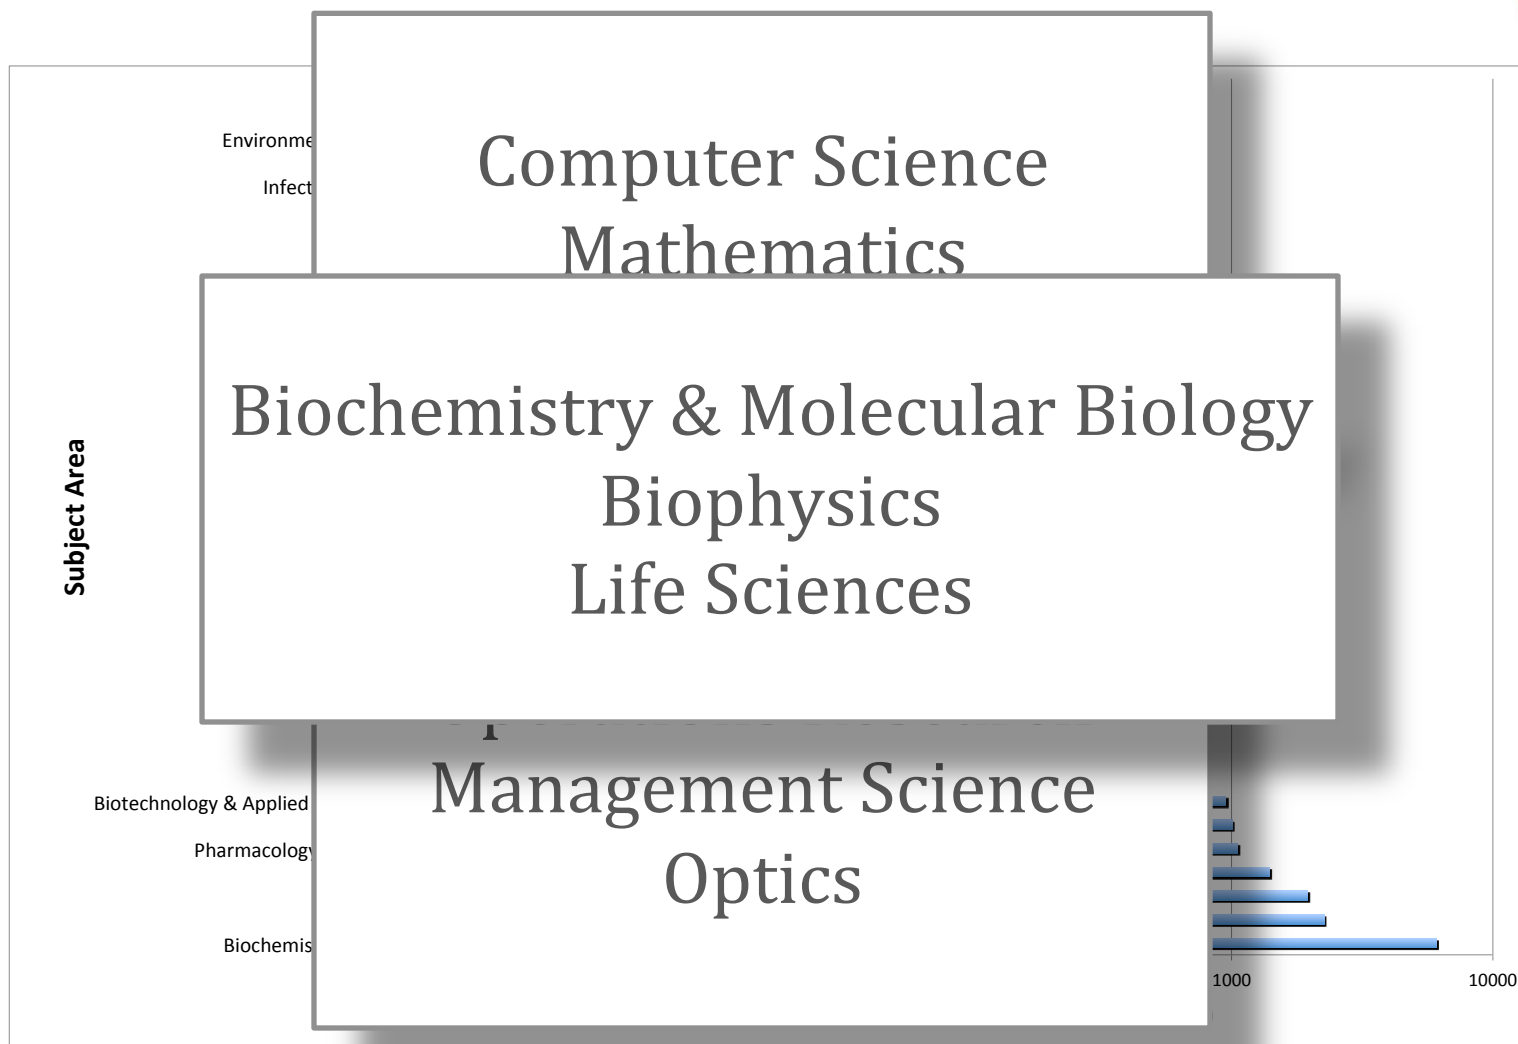 Environme
Infect
Computer Science
Mathematics
Biochemistry & Molecular Biology
Biophysics
Life Sciences
Subject Area
Management Science
Biotechnology & Applied
Pharmacology
Optics
Biochemis
1000
10000